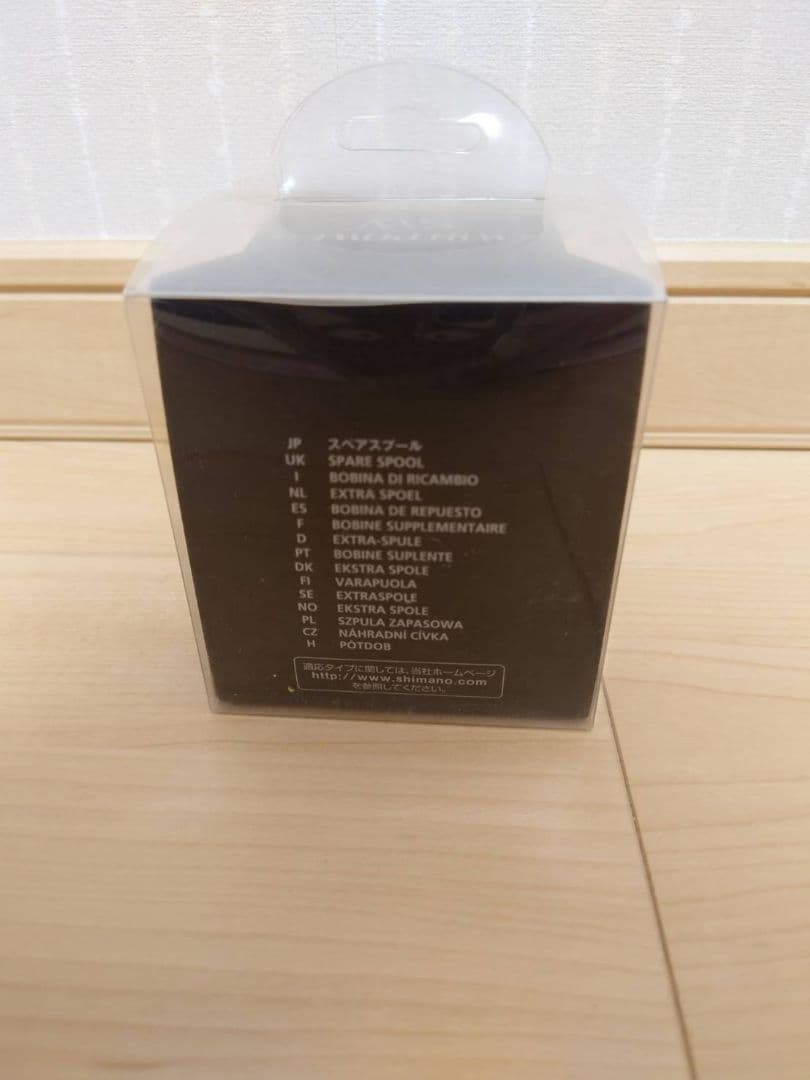 JP スペアスプール
UK SPARE SPOOL
I BOBINA DI RICAMBIO
NL EXTRA SPOEL
ES BOBINA DE REPUESTO
F BOBINE SUPPLEMENTAIRE
D EXTRA-SPULE
PT BOBINE SUPLENTE
DK EKSTRA SPOLE
FI VARAPUOLA
SE EXTRASPOLE
NO EKSTRA SPOLE
PL SZPULA ZAPASOWA
CZ NÁHRADNÍ CÍVKA
H PÓTDOB
適応タイプに関しては、当社ホームページ
http://www.shimano.com
を参照してください。